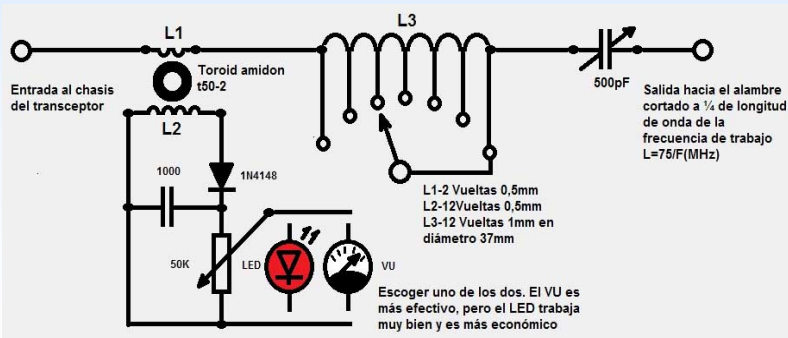 L1
L3
Entrada al chasis
del transceptor
Toroid amidon
t50-2
L2
500pF
Salida hacia el alambre
cortado a ¼ de longitud
de onda de la
frecuencia de trabajo
L=75/F(MHz)
1000
1N4148
L1-2 Vueltas 0,5mm
L2-12Vueltas 0,5mm
L3-12 Vueltas 1mm en
diámetro 37mm
50K
LED
VU
Escoger uno de los dos. El VU es
más efectivo, pero el LED trabaja
muy bien y es más económico